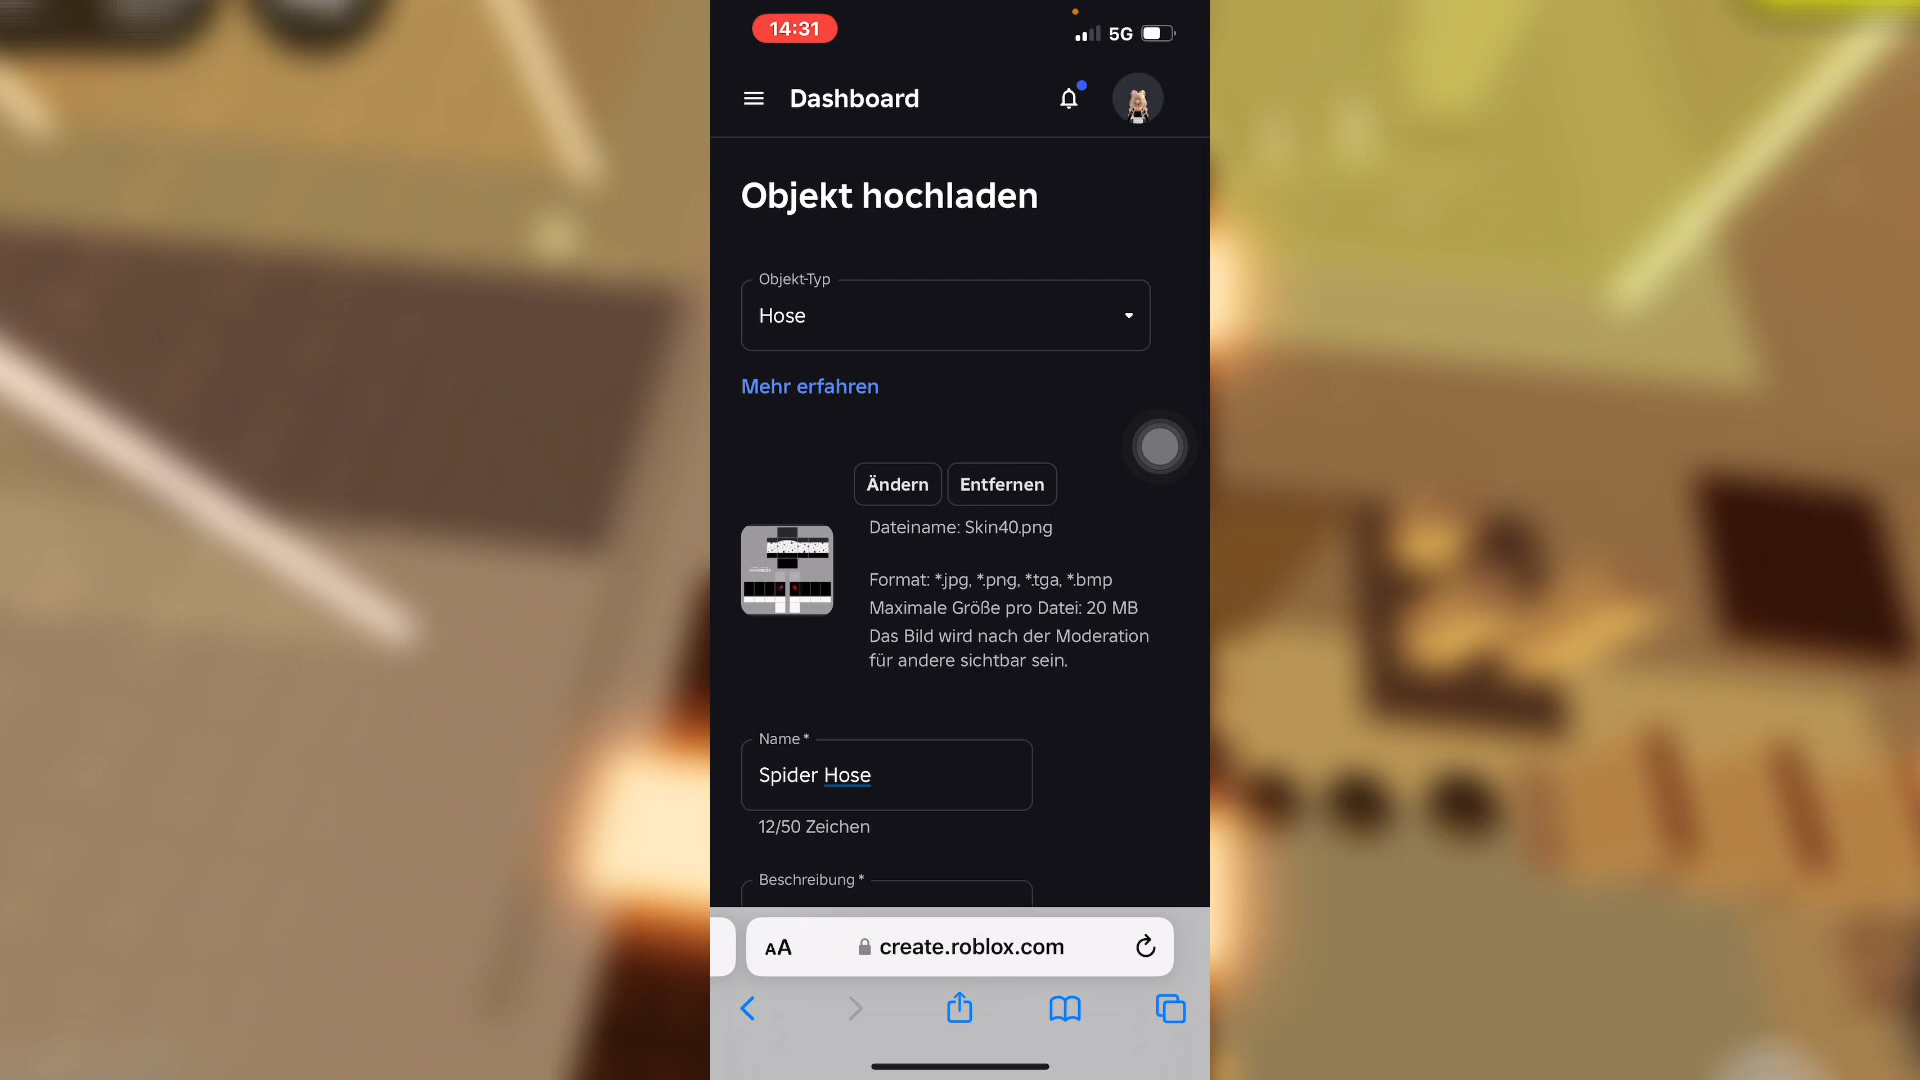 14:31
5G
Dashboard
Objekt hochladen
Objekt-Typ
Hose
Mehr erfahren
Ändern
Entfernen
Dateiname: Skin40.png
Format: *.jpg, *.png, *.tga, *.bmp
Maximale Größe pro Datei: 20 MB
Das Bild wird nach der Moderation
für andere sichtbar sein.
Name *
Spider Hose
12/50 Zeichen
Beschreibung *
AA
create.roblox.com